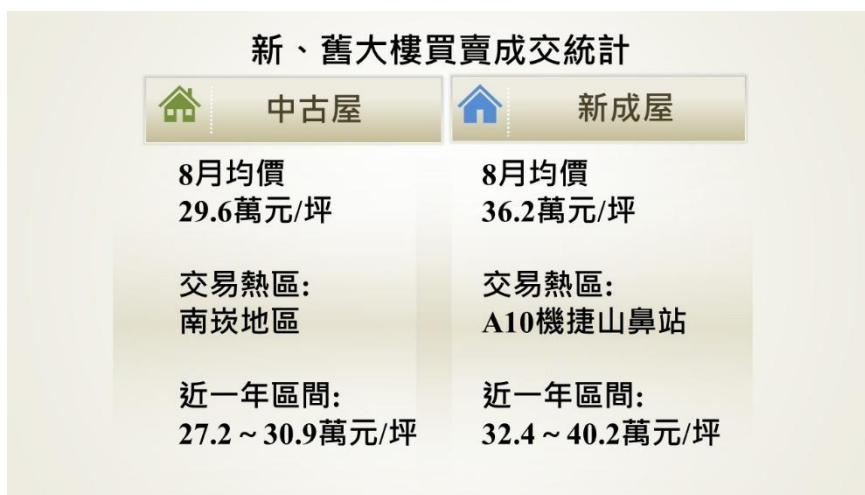 新、舊大樓買賣成交統計
中古屋
8月均價
29.6萬元/坪
交易熱區:
南崁地區
近一年區間:
27.2~30.9萬元/坪
新成屋
8月均價
36.2萬元/坪
交易熱區:
A10機捷山鼻站
近一年區間:
32.4~40.2萬元/坪